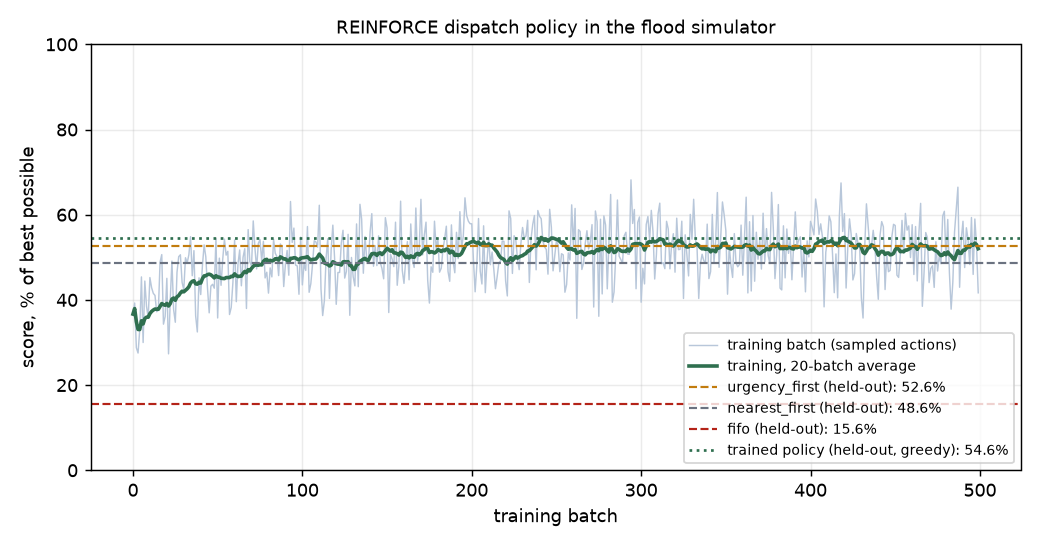 REINFORCE dispatch policy in the flood simulator
score, % of best possible
100
80
60
40
20
0
training batch (sampled actions)
training, 20-batch average
urgency_first (held-out): 52.6%
nearest_first (held-out): 48.6%
fifo (held-out): 15.6%
trained policy (held-out, greedy): 54.6%
0 100 200 300 400 500
training batch